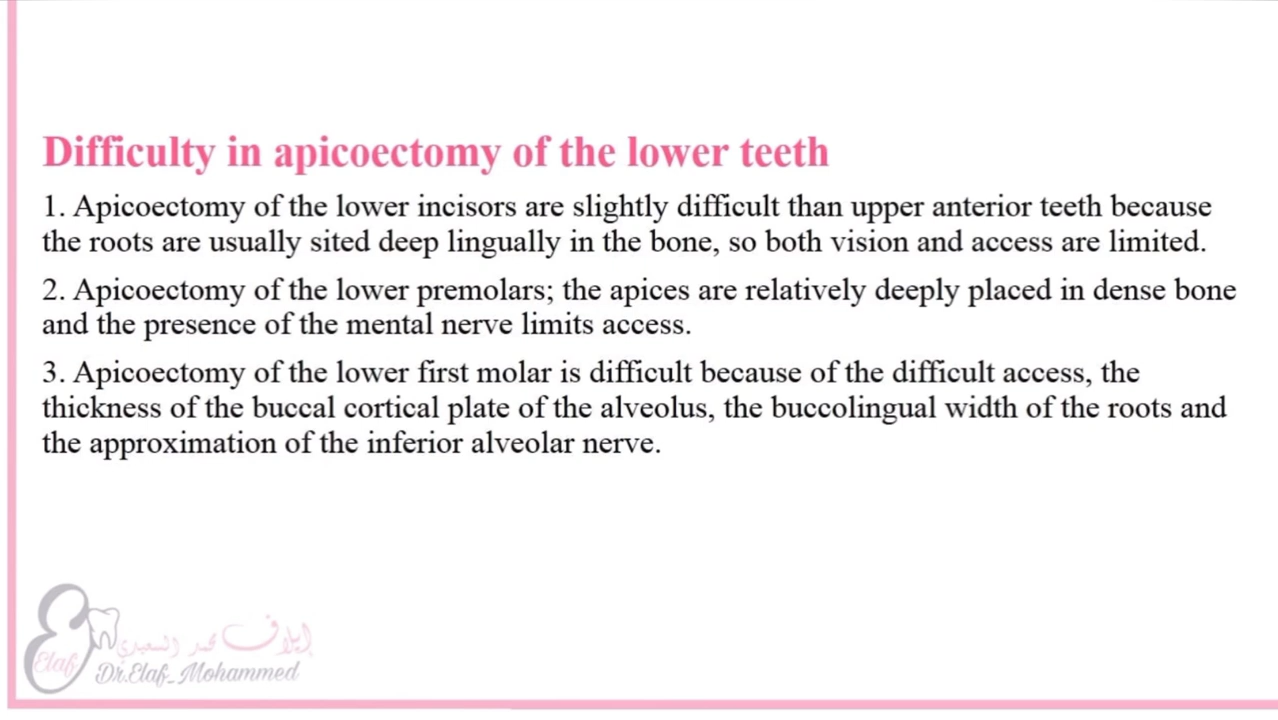 Difficulty in apicoectomy of the lower teeth
1. Apicoectomy of the lower incisors are slightly difficult than upper anterior teeth because
the roots are usually sited deep lingually in the bone, so both vision and access are limited.
2. Apicoectomy of the lower premolars; the apices are relatively deeply placed in dense bone
and the presence of the mental nerve limits access.
3. Apicoectomy of the lower first molar is difficult because of the difficult access, the
thickness of the buccal cortical plate of the alveolus, the buccolingual width of the roots and
the approximation of the inferior alveolar nerve.
إيلاف محمد السعيدي
Elaf
Dr.Elaf_Mohammed